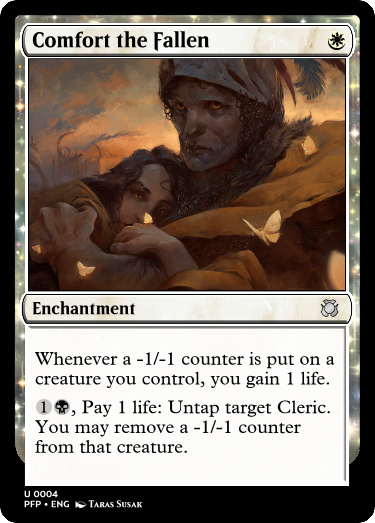 Comfort the Fallen
Enchantment
Whenever a -1/-1 counter is put on a
creature you control, you gain 1 life.
1, Pay 1 life: Untap target Cleric.
You may remove a -1/-1 counter
from that creature.
U 0004
PFP • ENG Taras Susak